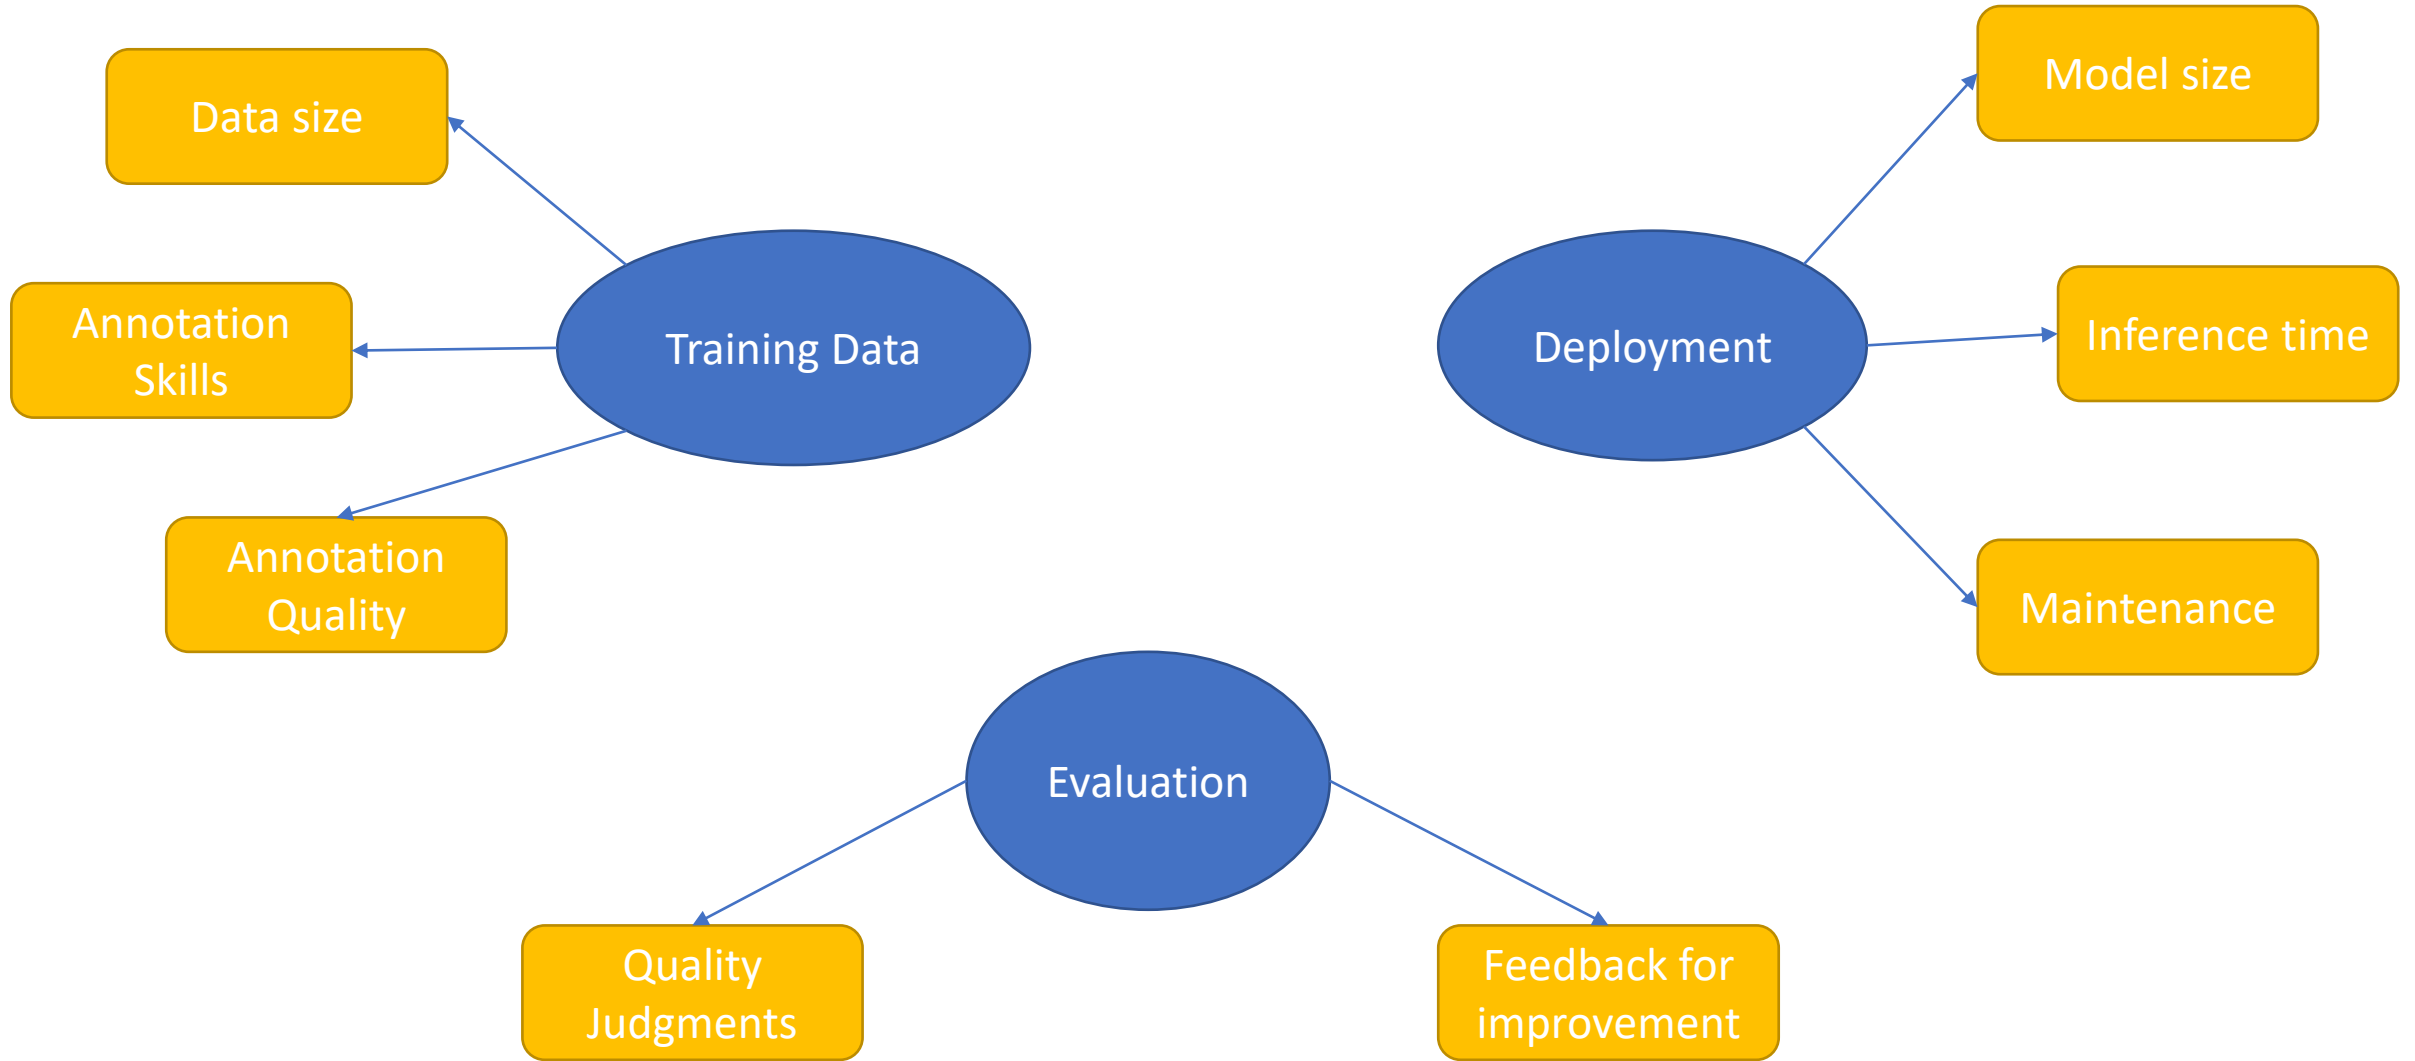 Data size
Annotation
Skills
Annotation
Quality
Training Data
Model size
Inference time
Maintenance
Deployment
Evaluation
Quality
Judgments
Feedback for
improvement